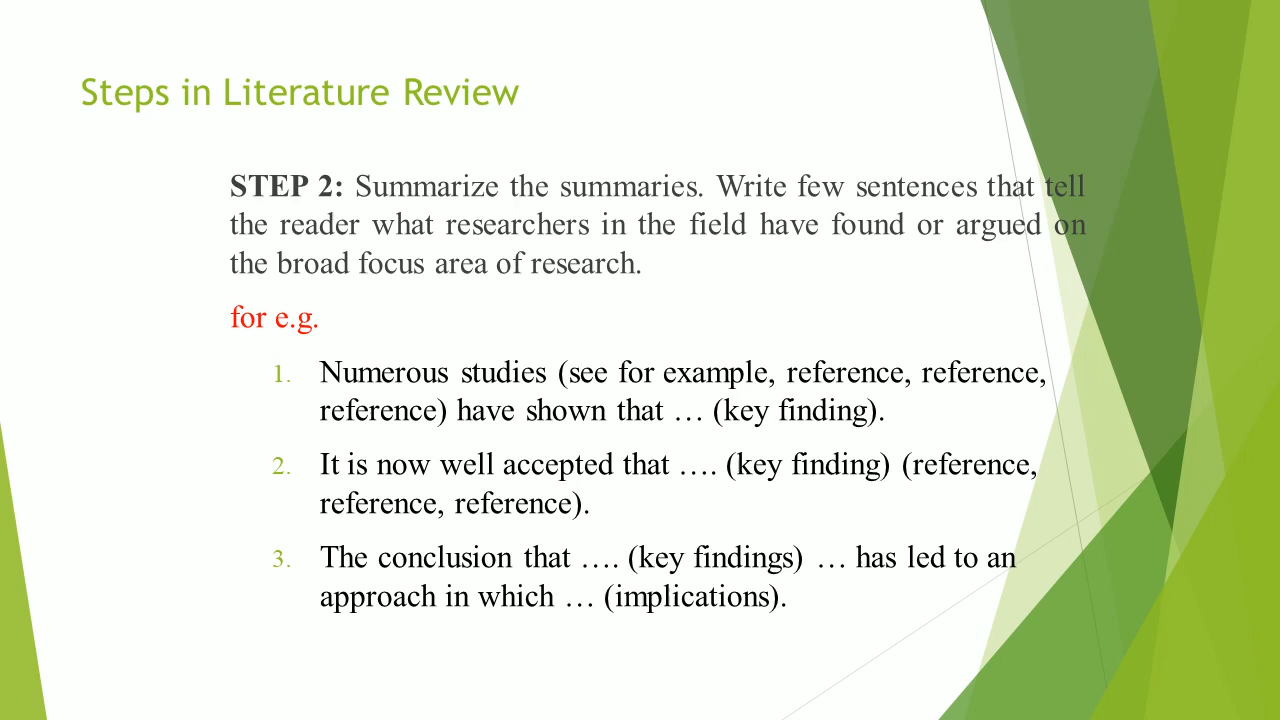 Steps in Literature Review
STEP 2: Summarize the summaries. Write few sentences that tell
the reader what researchers in the field have found or argued on
the broad focus area of research.
for e.g.
1. Numerous studies (see for example, reference, reference,
reference) have shown that … (key finding).
2. It is now well accepted that …. (key finding) (reference,
reference, reference).
3. The conclusion that …. (key findings) … has led to an
approach in which … (implications).